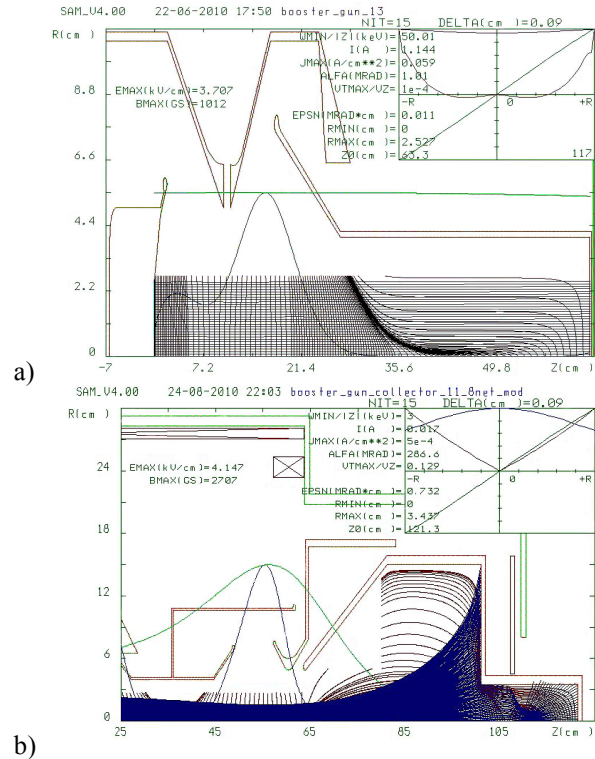 SAM_V4.00 22-06-2010 17:50 booster_gun_13
R(cm ) NIT=15 DELTA(cm )=0.09
WMIN/|Z|(keV)=50.01
I(A )=1.144
JMAX(A/cm**2)=0.059
ALFA(MRAD)=1.01
VTMAX/VZ=1e-4
EMAX(kV/cm)=3.707
BMAX(GS)=1012
EPSN(MRAD*cm )=0.011
RMIN(cm )=0
RMAX(cm )=2.527
Z0(cm )=63.3
-R 0 +R
117
8.8
6.6
4.4
2.2
0
-7 7.2 21.4 35.6 49.8 Z(cm )
a)
SAM_V4.00 24-08-2010 22:03 booster_gun_collector_11_8net_mod
R(cm ) NIT=15 DELTA(cm )=0.09
WMIN/|Z|(keV)=3
I(A )=0.017
JMAX(A/cm**2)=5e-4
ALFA(MRAD)=286.6
VTMAX/VZ=0.129
EMAX(kV/cm)=4.147
BMAX(GS)=2707
EPSN(MRAD*cm )=0.732
RMIN(cm )=0
RMAX(cm )=3.437
Z0(cm )=121.3
-R 0 +R
24
18
12
6
0
25 45 65 85 105 Z(cm )
b)